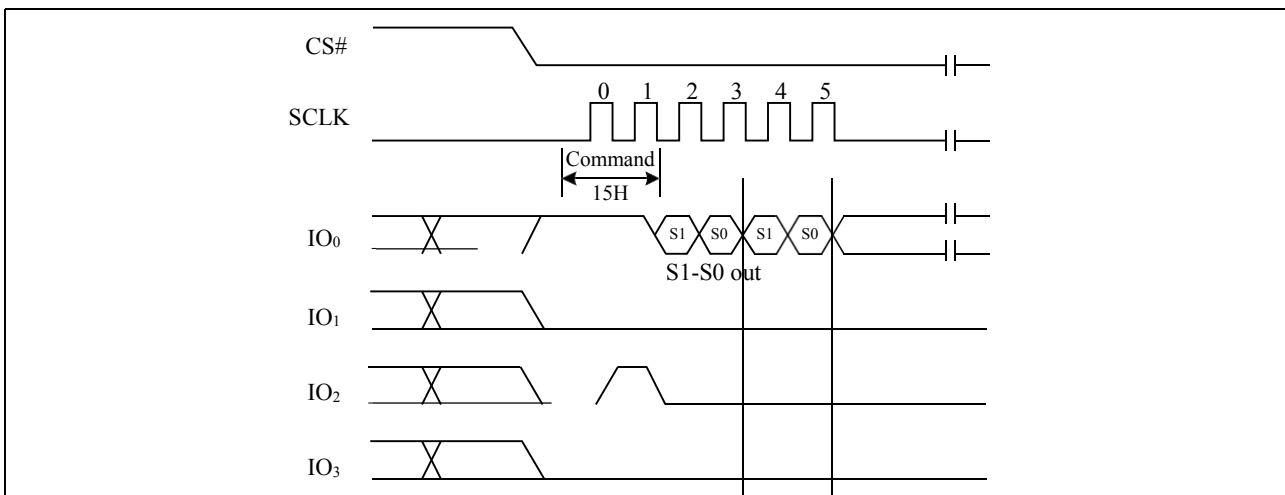 CS#
0 1 2 3 4 5
SCLK
Command
15H
IO₀
S1 S0 S1 S0
S1-S0 out
IO₁
IO₂
IO₃